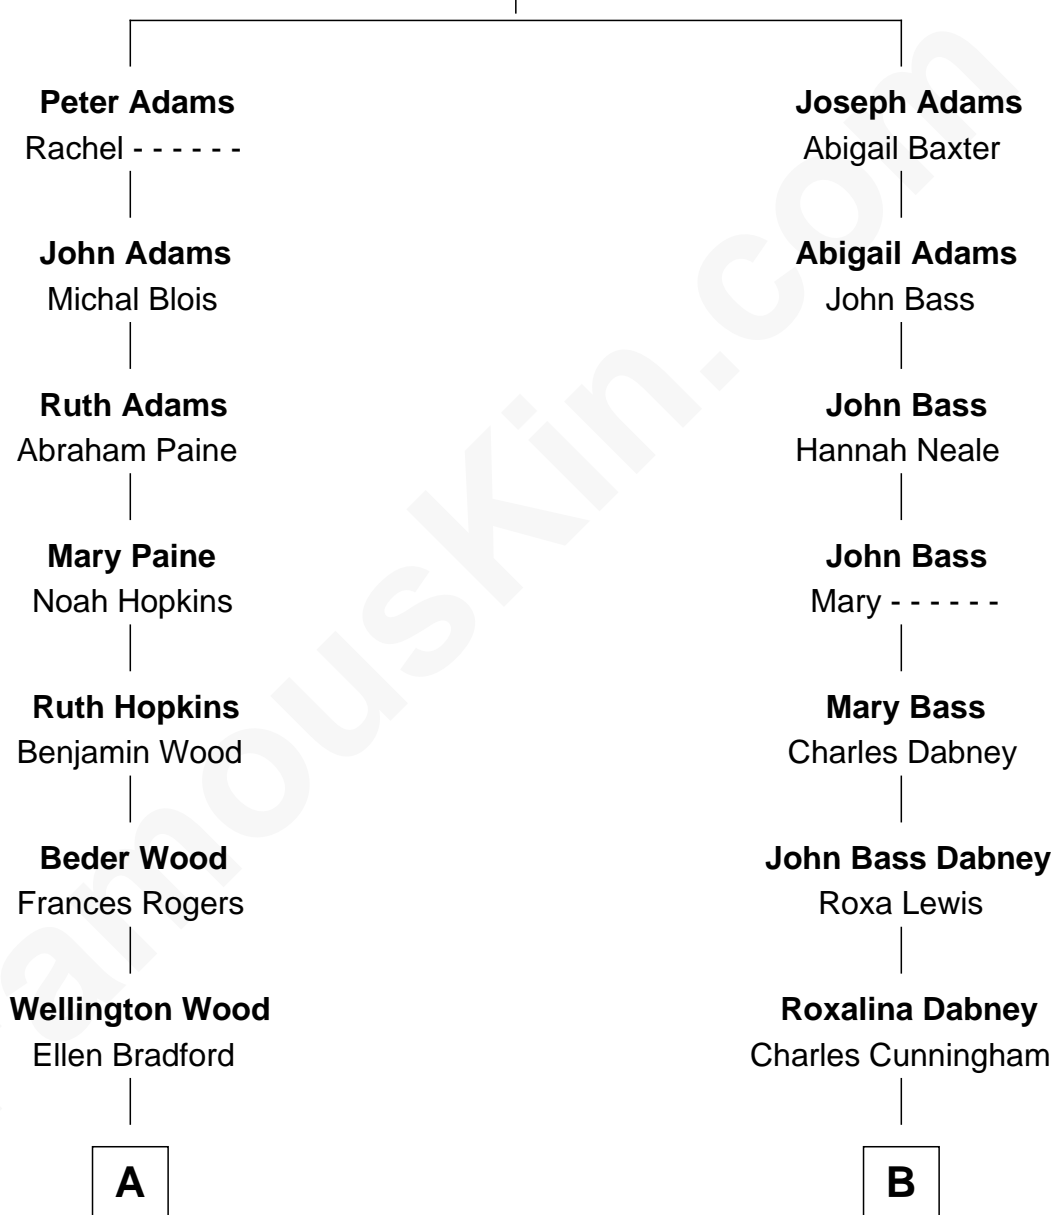 Peter Adams
Rachel - - - - - -
John Adams
Michal Blois
Ruth Adams
Abraham Paine
Mary Paine
Noah Hopkins
Ruth Hopkins
Benjamin Wood
Beder Wood
Frances Rogers
Wellington Wood
Ellen Bradford
A
Joseph Adams
Abigail Baxter
Abigail Adams
John Bass
John Bass
Hannah Neale
John Bass
Mary - - - - - -
Mary Bass
Charles Dabney
John Bass Dabney
Roxa Lewis
Roxalina Dabney
Charles Cunningham
B
amousKin.com